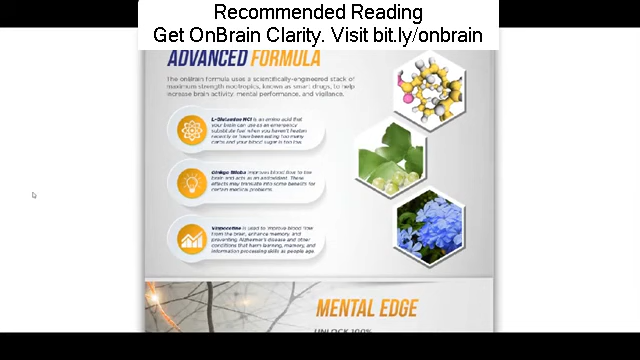 Recommended Reading
Get OnBrain Clarity. Visit bit.ly/onbrain
ADVANCED FORMULA
The onBrain formula uses a scientifically-engineered stack of
maximum strength nootropics, known as smart drugs, to help
increase brain activity, mental performance, and vigilance.
L-Glutamine HCI is an amino acid that
your brain can use as an emergency
substitute fuel when you haven't eaten
recently or have been eating too many
carbs and your blood sugar is too low.
Ginkgo Biloba improves blood flow to the
brain and acts as an antioxidant. These
effects may translate into some benefits for
certain medical problems.
Vinpocetine is used to improve blood flow
from the brain, enhance memory, and
preventing Alzheimer's disease and other
conditions that harm learning, memory, and
information processing skills as people age.
MENTAL EDGE
UNLOCK 100%